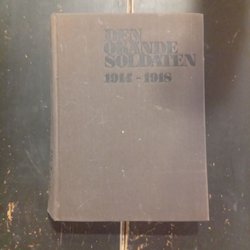 DEN
OKÄNDE
SOLDATEN
1914-1918